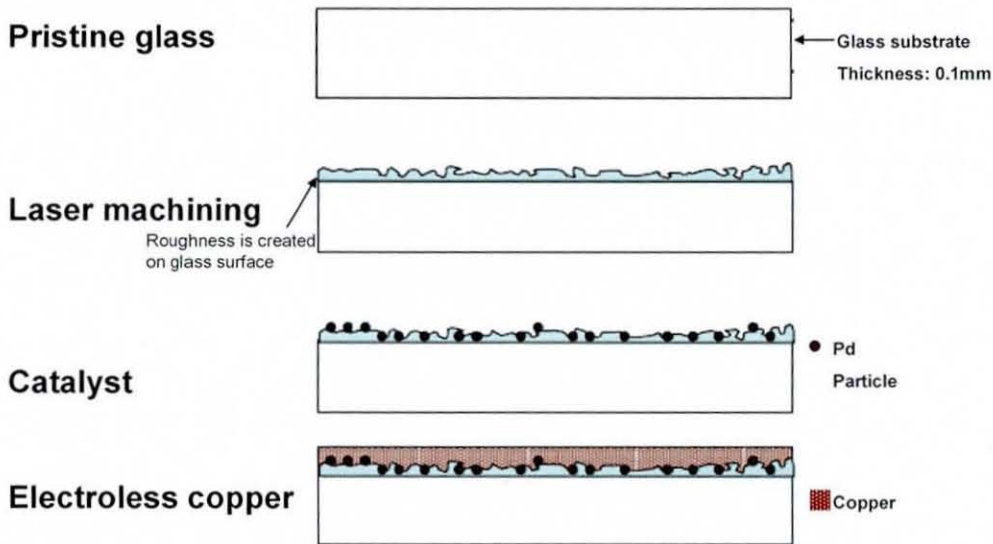 Pristine glass
Glass substrate
Thickness: 0.1mm
Laser machining
Roughness is created
on glass surface
Catalyst
Pd
Particle
Electroless copper
Copper